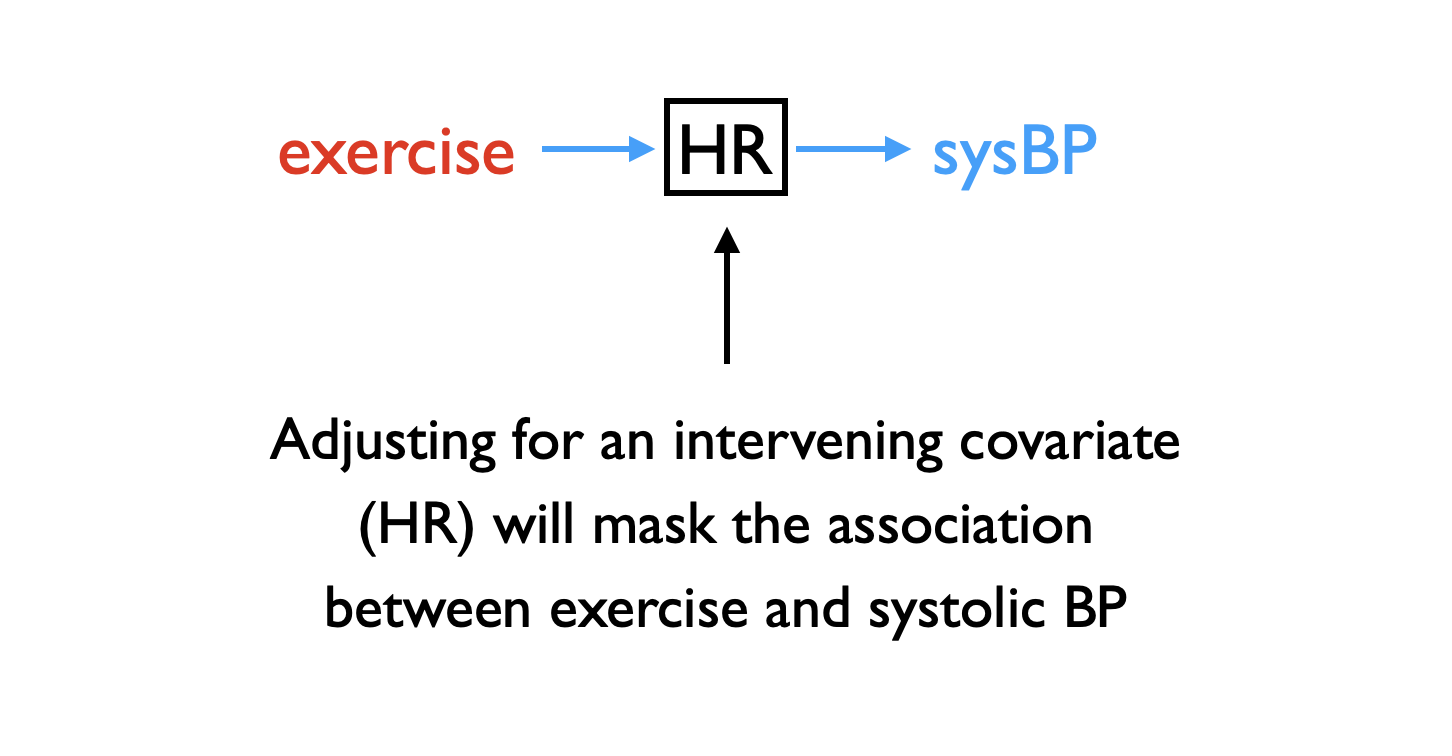 exercise HR sysBP
Adjusting for an intervening covariate
(HR) will mask the association
between exercise and systolic BP